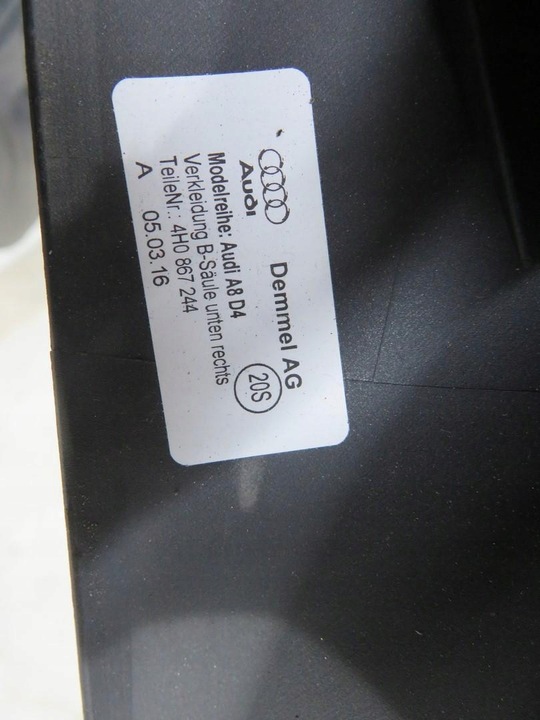 Audi
Demmel AG
Modelreihe: Audi A8 D4
Verkleidung B-Säule unten rechts
TeileNr.: 4H0 867 244
A 05.03.16
20S